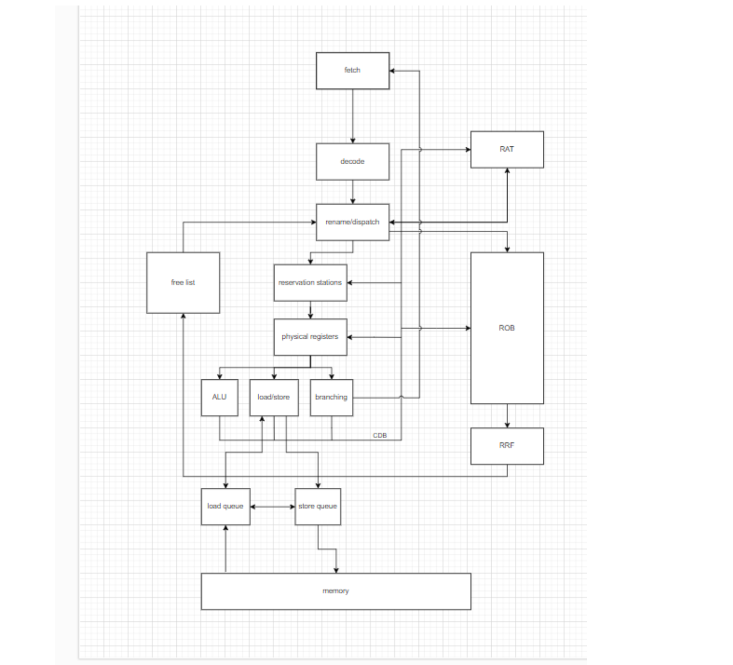 fetch
RAT
decode
rename/dispatch
free list
reservation stations
ROB
physical registers
ALU
load/store
branching
CDB
RRF
load queue
store queue
memory